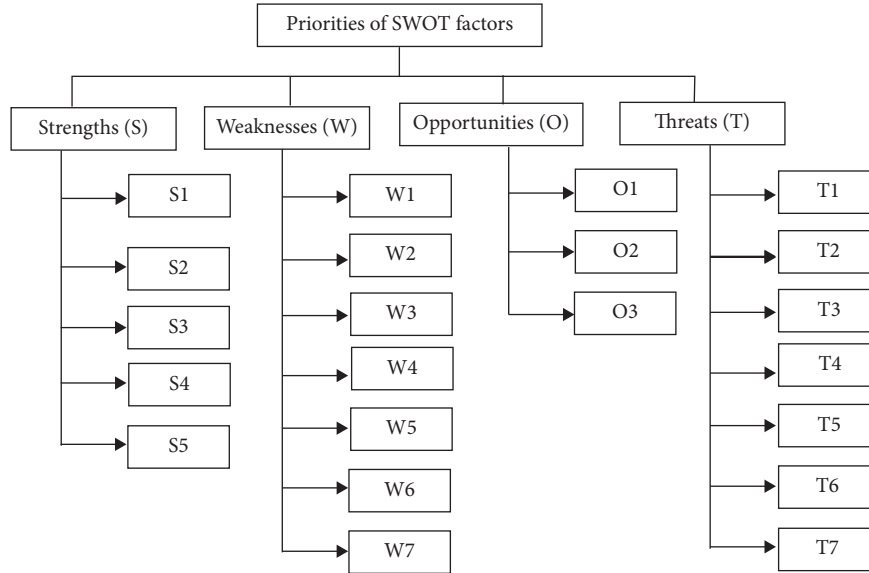 Priorities of SWOT factors
Strengths (S)
Weaknesses (W)
Opportunities (O)
Threats (T)
S1
S2
S3
S4
S5
W1
W2
W3
W4
W5
W6
W7
O1
O2
O3
T1
T2
T3
T4
T5
T6
T7